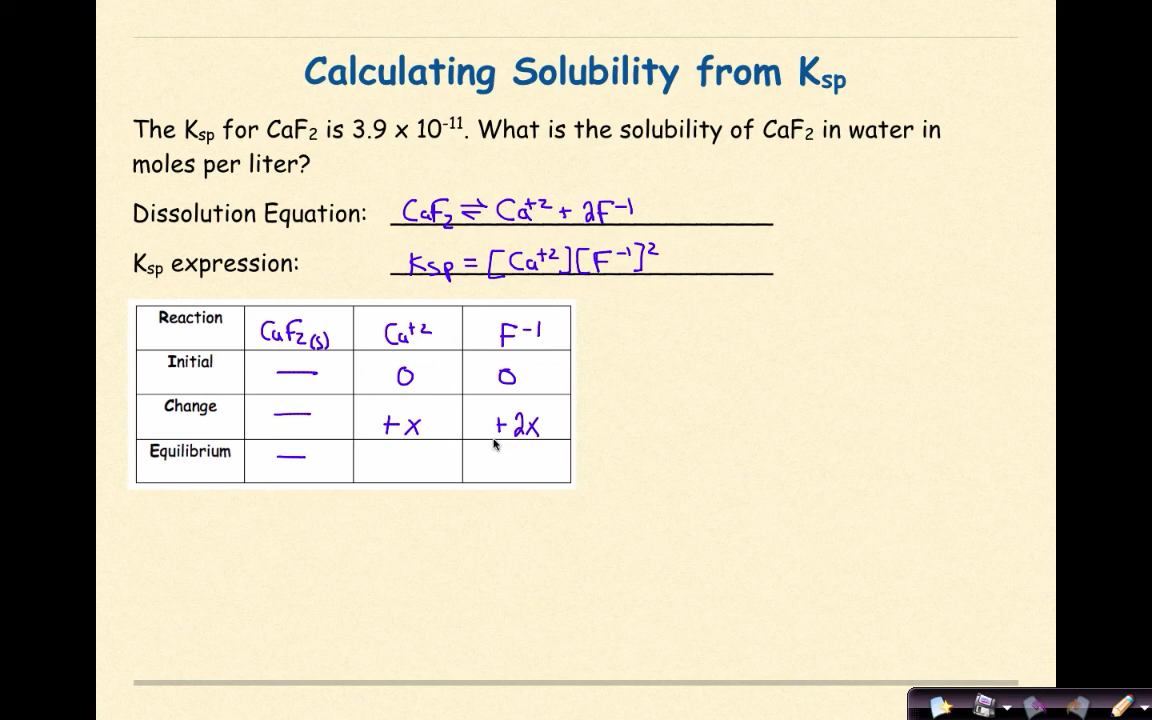 Calculating Solubility from Ksp
The Ksp for CaF₂ is 3.9 x 10⁻¹¹. What is the solubility of CaF₂ in water in
moles per liter?
Dissolution Equation: CaF₂ ⇌ Ca⁺² + 2F⁻¹
Ksp expression: Ksp = [Ca⁺²][F⁻¹]²
Reaction CaF₂(s) Ca⁺² F⁻¹
Initial — 0 0
Change — +x +2x
Equilibrium —